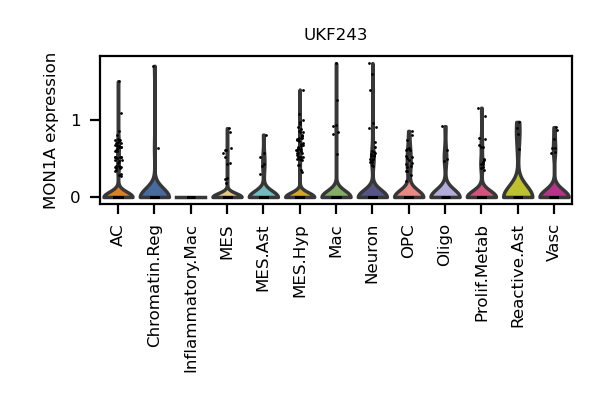 UKF243
MON1A expression
1
0
AC
Chromatin.Reg
Inflammatory.Mac
MES
MES.Ast
MES.Hyp
Mac
Neuron
OPC
Oligo
Prolif.Metab
Reactive.Ast
Vasc